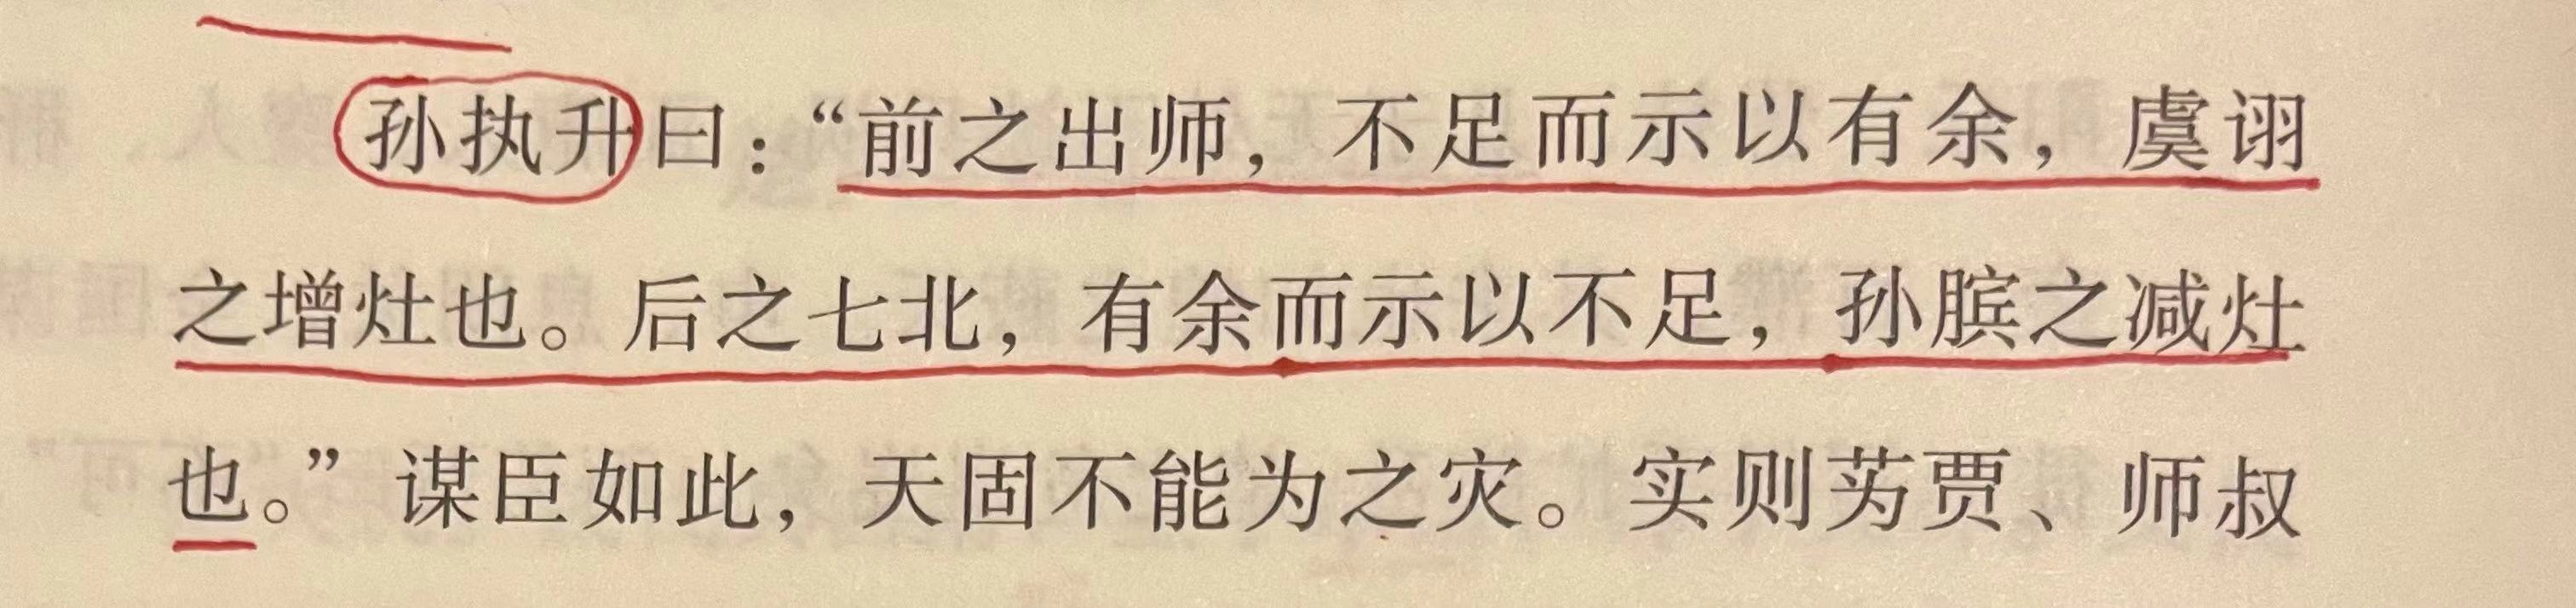 孙执升曰：“前之出师，不足而示以有余，虞诩
之增灶也。后之七北，有余而示以不足，孙膑之减灶
也。”谋臣如此，天固不能为之灾。实则𫇭贾、师叔